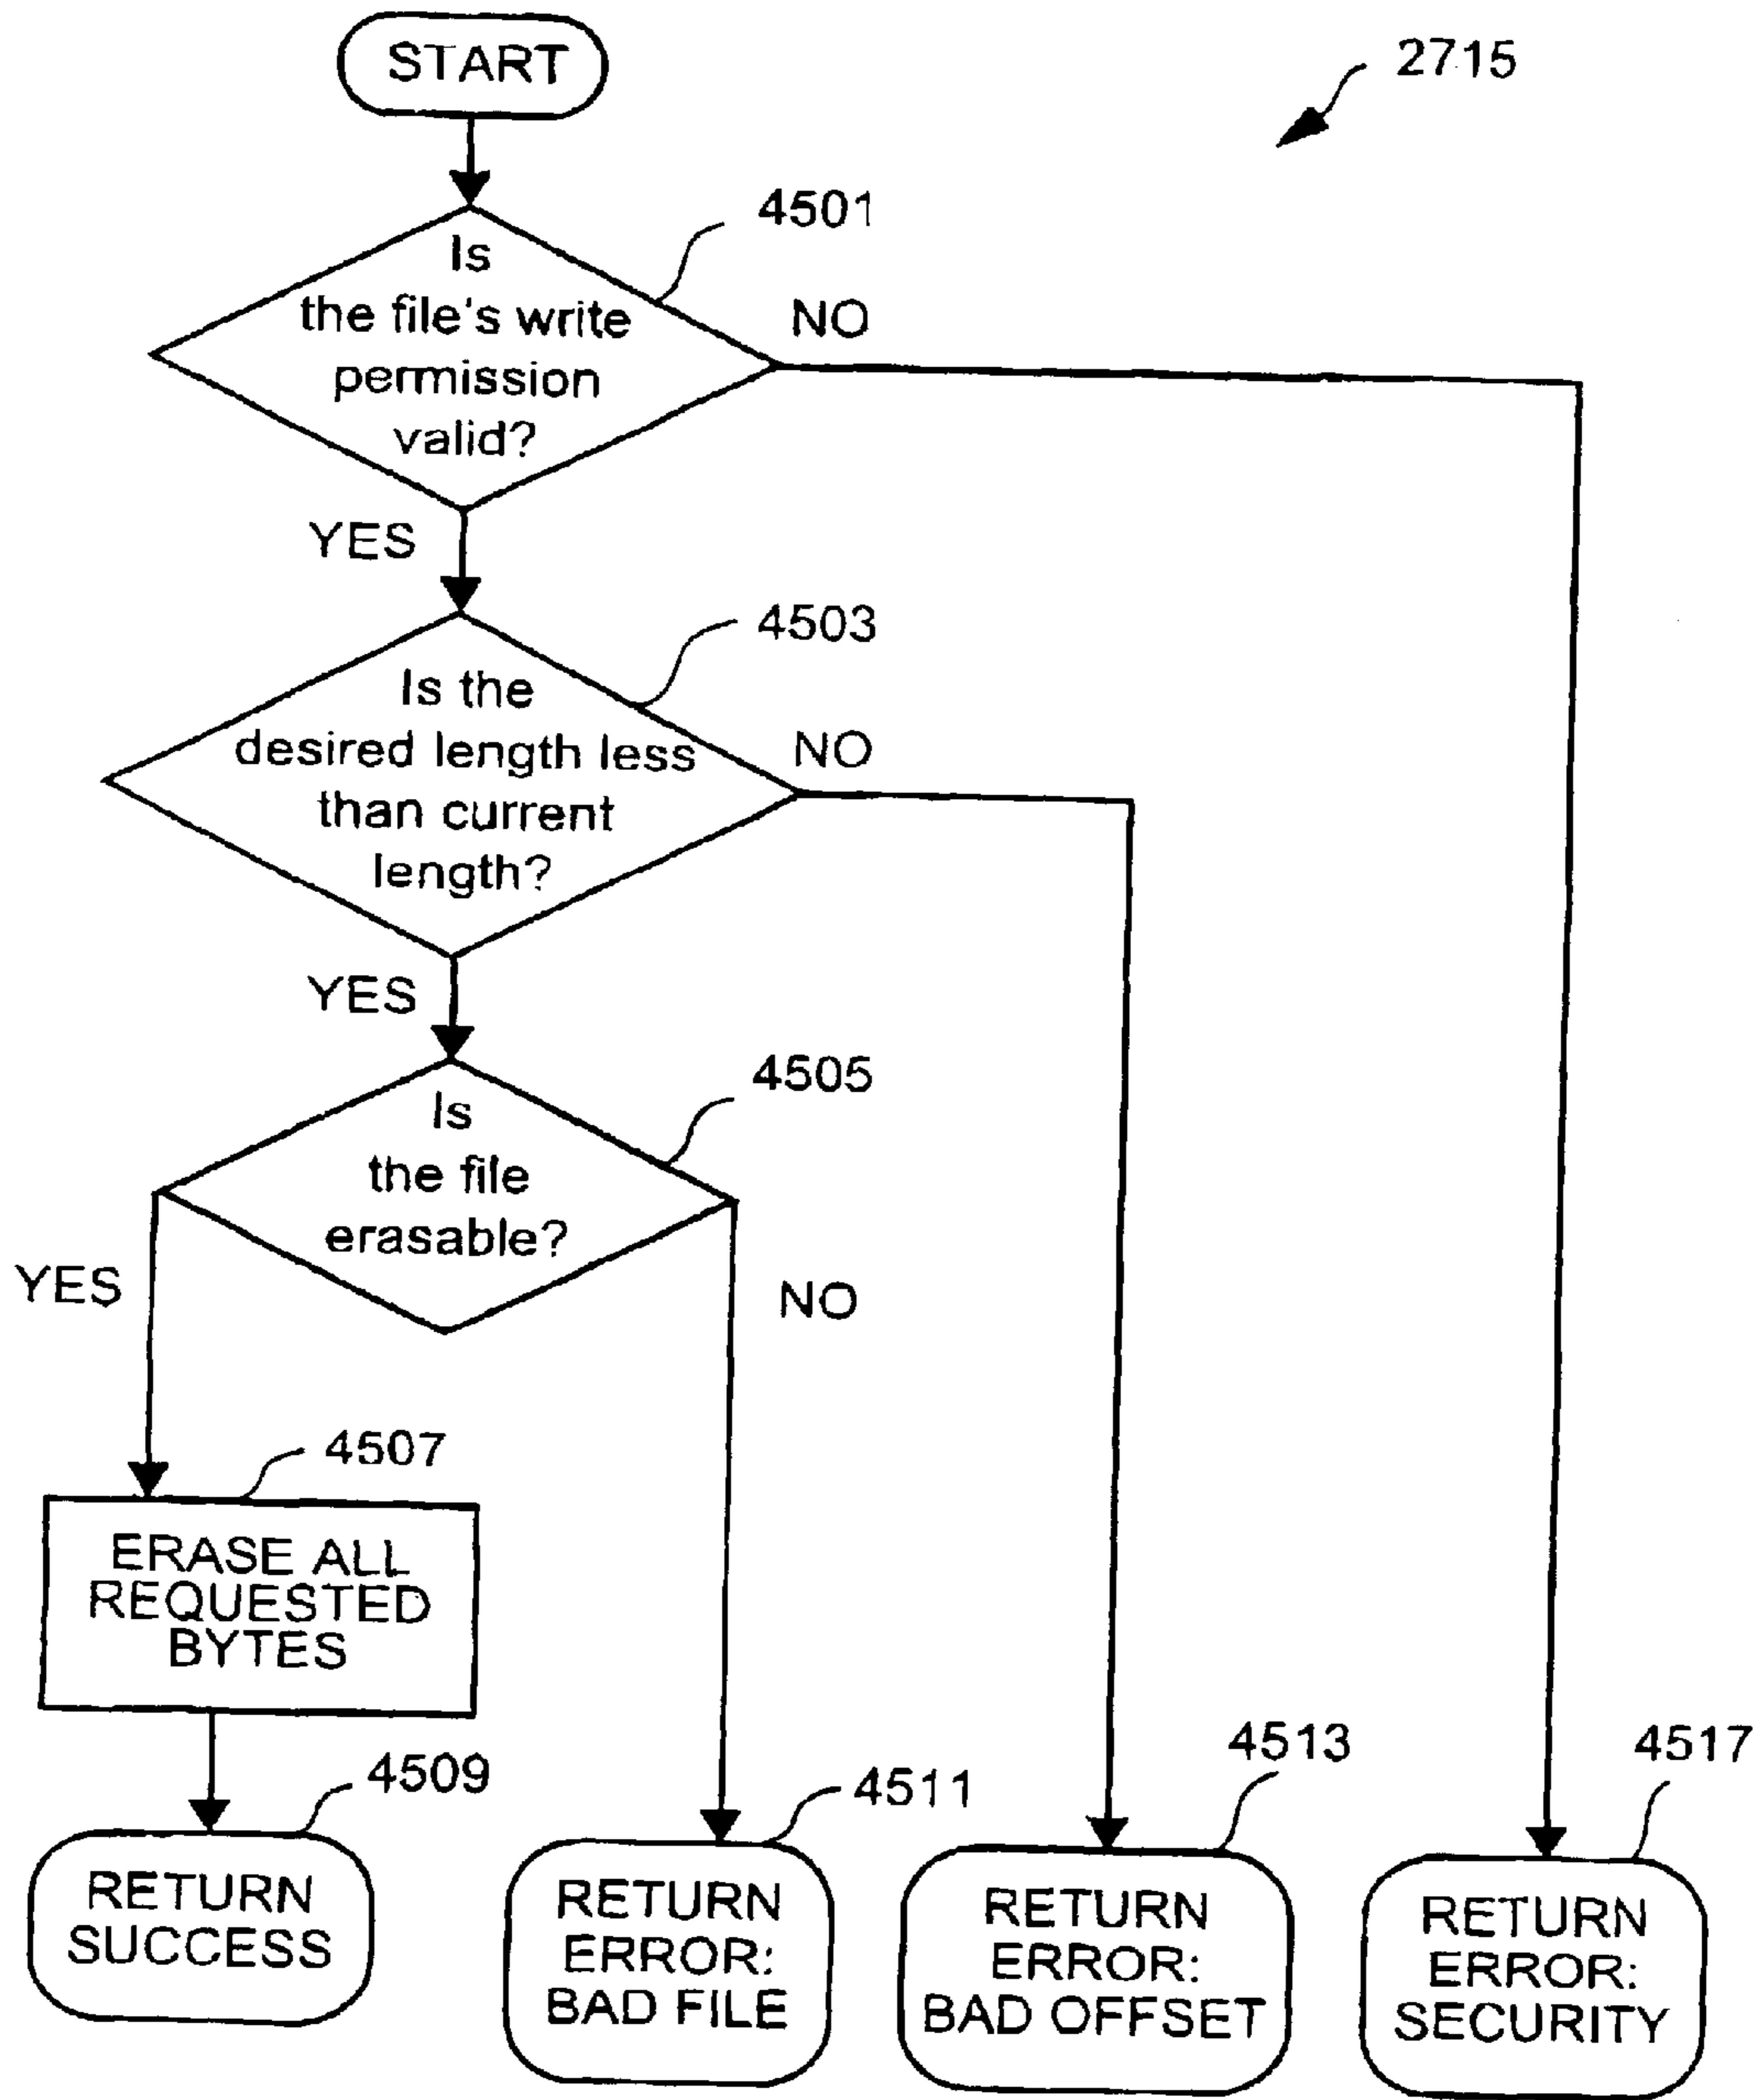 START
2715
4501
Is
the file's write
permission
valid?
NO
YES
4503
Is the
desired length less
than current
length?
NO
YES
4505
Is
the file
erasable?
YES
NO
4507
ERASE ALL
REQUESTED
BYTES
4509
RETURN
SUCCESS
4511
RETURN
ERROR:
BAD FILE
4513
RETURN
ERROR:
BAD OFFSET
4517
RETURN
ERROR:
SECURITY